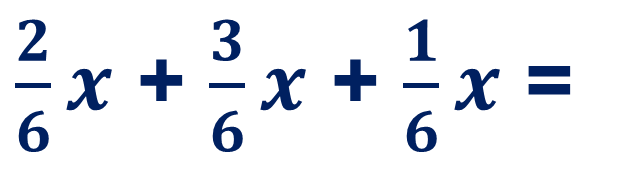 2/6 x + 3/6 x + 1/6 x =